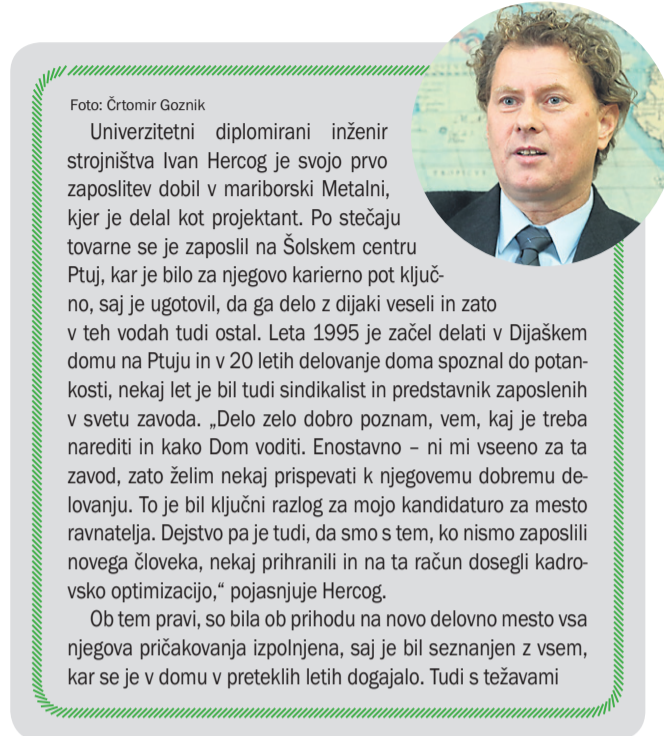 Foto: Črtomir Goznik
Univerzitetni diplomirani inženir
strojništva Ivan Hercog je svojo prvo
zaposlitev dobil v mariborski Metalni,
kjer je delal kot projektant. Po stečaju
tovarne se je zaposlil na Šolskem centru
Ptuj, kar je bilo za njegovo karierno pot ključ-
no, saj je ugotovil, da ga delo z dijaki veseli in zato
v teh vodah tudi ostal. Leta 1995 je začel delati v Dijaškem
domu na Ptuju in v 20 letih delovanje doma spoznal do potan-
kosti, nekaj let je bil tudi sindikalist in predstavnik zaposlenih
v svetu zavoda. „Delo zelo dobro poznam, vem, kaj je treba
narediti in kako Dom voditi. Enostavno – ni mi vseeno za ta
zavod, zato želim nekaj prispevati k njegovemu dobremu de-
lovanju. To je bil ključni razlog za mojo kandidaturo za mesto
ravnatelja. Dejstvo pa je tudi, da smo s tem, ko nismo zaposlili
novega človeka, nekaj prihranili in na ta račun dosegli kadro-
vsko optimizacijo,“ pojasnjuje Hercog.
Ob tem pravi, so bila ob prihodu na novo delovno mesto vsa
njegova pričakovanja izpolnjena, saj je bil seznanjen z vsem,
kar se je v domu v preteklih letih dogajalo. Tudi s težavami